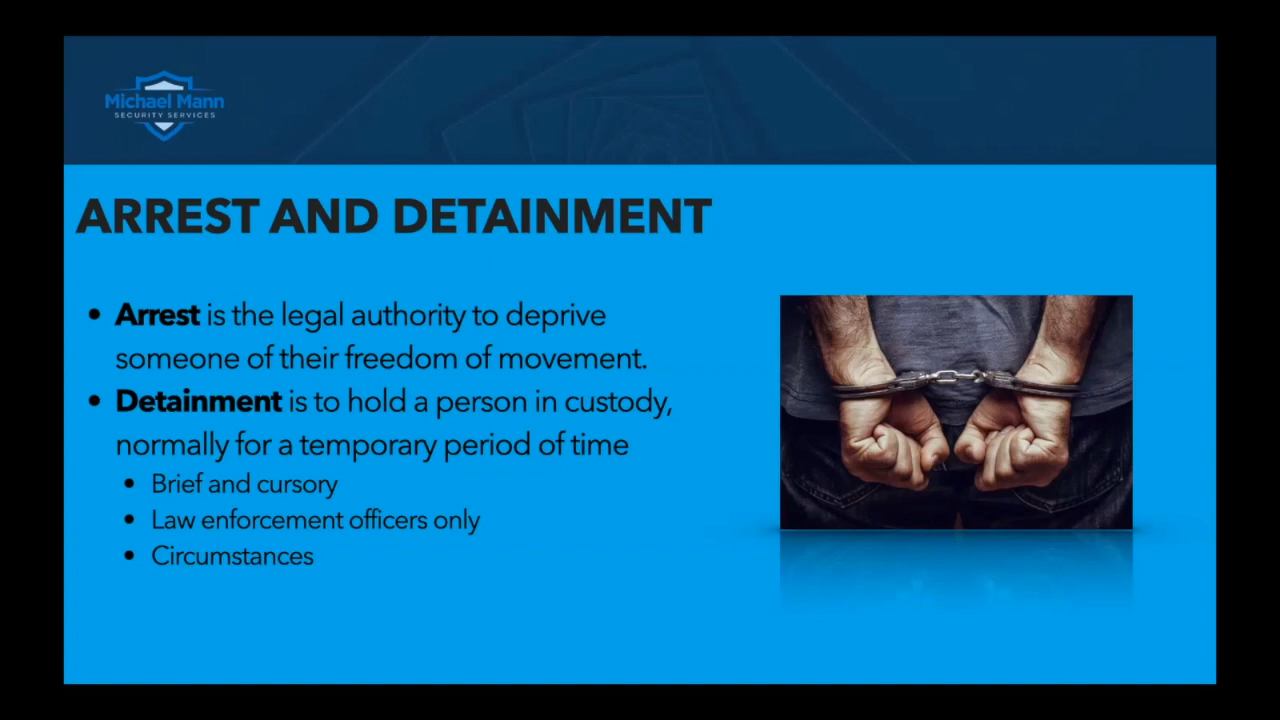 Michael Mann
SECURITY SERVICES
ARREST AND DETAINMENT
• Arrest is the legal authority to deprive
someone of their freedom of movement.
• Detainment is to hold a person in custody,
normally for a temporary period of time
• Brief and cursory
• Law enforcement officers only
• Circumstances